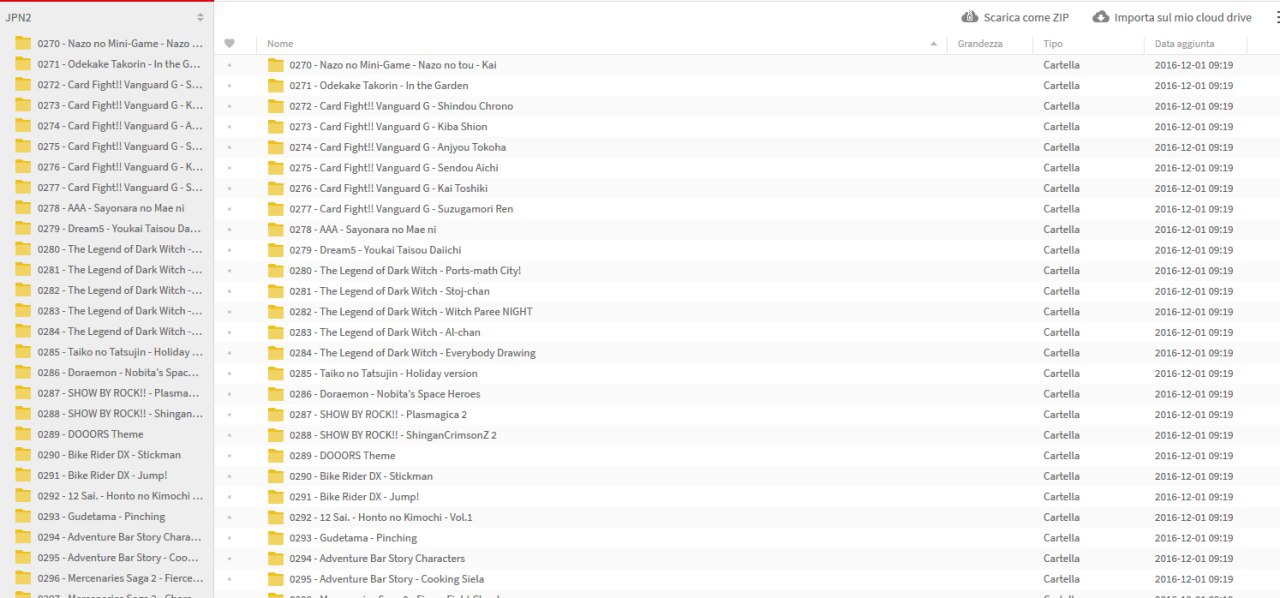 JPN2
0270 - Nazo no Mini-Game - Nazo ...
0271 - Odekake Takorin - In the G...
0272 - Card Fight!! Vanguard G - S...
0273 - Card Fight!! Vanguard G - K...
0274 - Card Fight!! Vanguard G - A...
0275 - Card Fight!! Vanguard G - S...
0276 - Card Fight!! Vanguard G - K...
0277 - Card Fight!! Vanguard G - S...
0278 - AAA - Sayonara no Mae ni
0279 - Dream5 - Youkai Taisou Da...
0280 - The Legend of Dark Witch -...
0281 - The Legend of Dark Witch -...
0282 - The Legend of Dark Witch -...
0283 - The Legend of Dark Witch -...
0284 - The Legend of Dark Witch -...
0285 - Taiko no Tatsujin - Holiday ...
0286 - Doraemon - Nobita's Spac...
0287 - SHOW BY ROCK!! - Plasma...
0288 - SHOW BY ROCK!! - Shingan...
0289 - DOOORS Theme
0290 - Bike Rider DX - Stickman
0291 - Bike Rider DX - Jump!
0292 - 12 Sai. - Honto no Kimochi ...
0293 - Gudetama - Pinching
0294 - Adventure Bar Story Chara...
0295 - Adventure Bar Story - Coo...
0296 - Mercenaries Saga 2 - Fierce...
Scarica come ZIP Importa sul mio cloud drive
Nome Grandezza Tipo Data aggiunta
0270 - Nazo no Mini-Game - Nazo no tou - Kai Cartella 2016-12-01 09:19
0271 - Odekake Takorin - In the Garden Cartella 2016-12-01 09:19
0272 - Card Fight!! Vanguard G - Shindou Chrono Cartella 2016-12-01 09:19
0273 - Card Fight!! Vanguard G - Kiba Shion Cartella 2016-12-01 09:19
0274 - Card Fight!! Vanguard G - Anjyou Tokoha Cartella 2016-12-01 09:19
0275 - Card Fight!! Vanguard G - Sendou Aichi Cartella 2016-12-01 09:19
0276 - Card Fight!! Vanguard G - Kai Toshiki Cartella 2016-12-01 09:19
0277 - Card Fight!! Vanguard G - Suzugamori Ren Cartella 2016-12-01 09:19
0278 - AAA - Sayonara no Mae ni Cartella 2016-12-01 09:19
0279 - Dream5 - Youkai Taisou Daiichi Cartella 2016-12-01 09:19
0280 - The Legend of Dark Witch - Ports-math City! Cartella 2016-12-01 09:19
0281 - The Legend of Dark Witch - Stoj-chan Cartella 2016-12-01 09:19
0282 - The Legend of Dark Witch - Witch Paree NIGHT Cartella 2016-12-01 09:19
0283 - The Legend of Dark Witch - Al-chan Cartella 2016-12-01 09:19
0284 - The Legend of Dark Witch - Everybody Drawing Cartella 2016-12-01 09:19
0285 - Taiko no Tatsujin - Holiday version Cartella 2016-12-01 09:19
0286 - Doraemon - Nobita's Space Heroes Cartella 2016-12-01 09:19
0287 - SHOW BY ROCK!! - Plasmagica 2 Cartella 2016-12-01 09:19
0288 - SHOW BY ROCK!! - ShinganCrimsonZ 2 Cartella 2016-12-01 09:19
0289 - DOOORS Theme Cartella 2016-12-01 09:19
0290 - Bike Rider DX - Stickman Cartella 2016-12-01 09:19
0291 - Bike Rider DX - Jump! Cartella 2016-12-01 09:19
0292 - 12 Sai. - Honto no Kimochi - Vol.1 Cartella 2016-12-01 09:19
0293 - Gudetama - Pinching Cartella 2016-12-01 09:19
0294 - Adventure Bar Story Characters Cartella 2016-12-01 09:19
0295 - Adventure Bar Story - Cooking Siela Cartella 2016-12-01 09:19